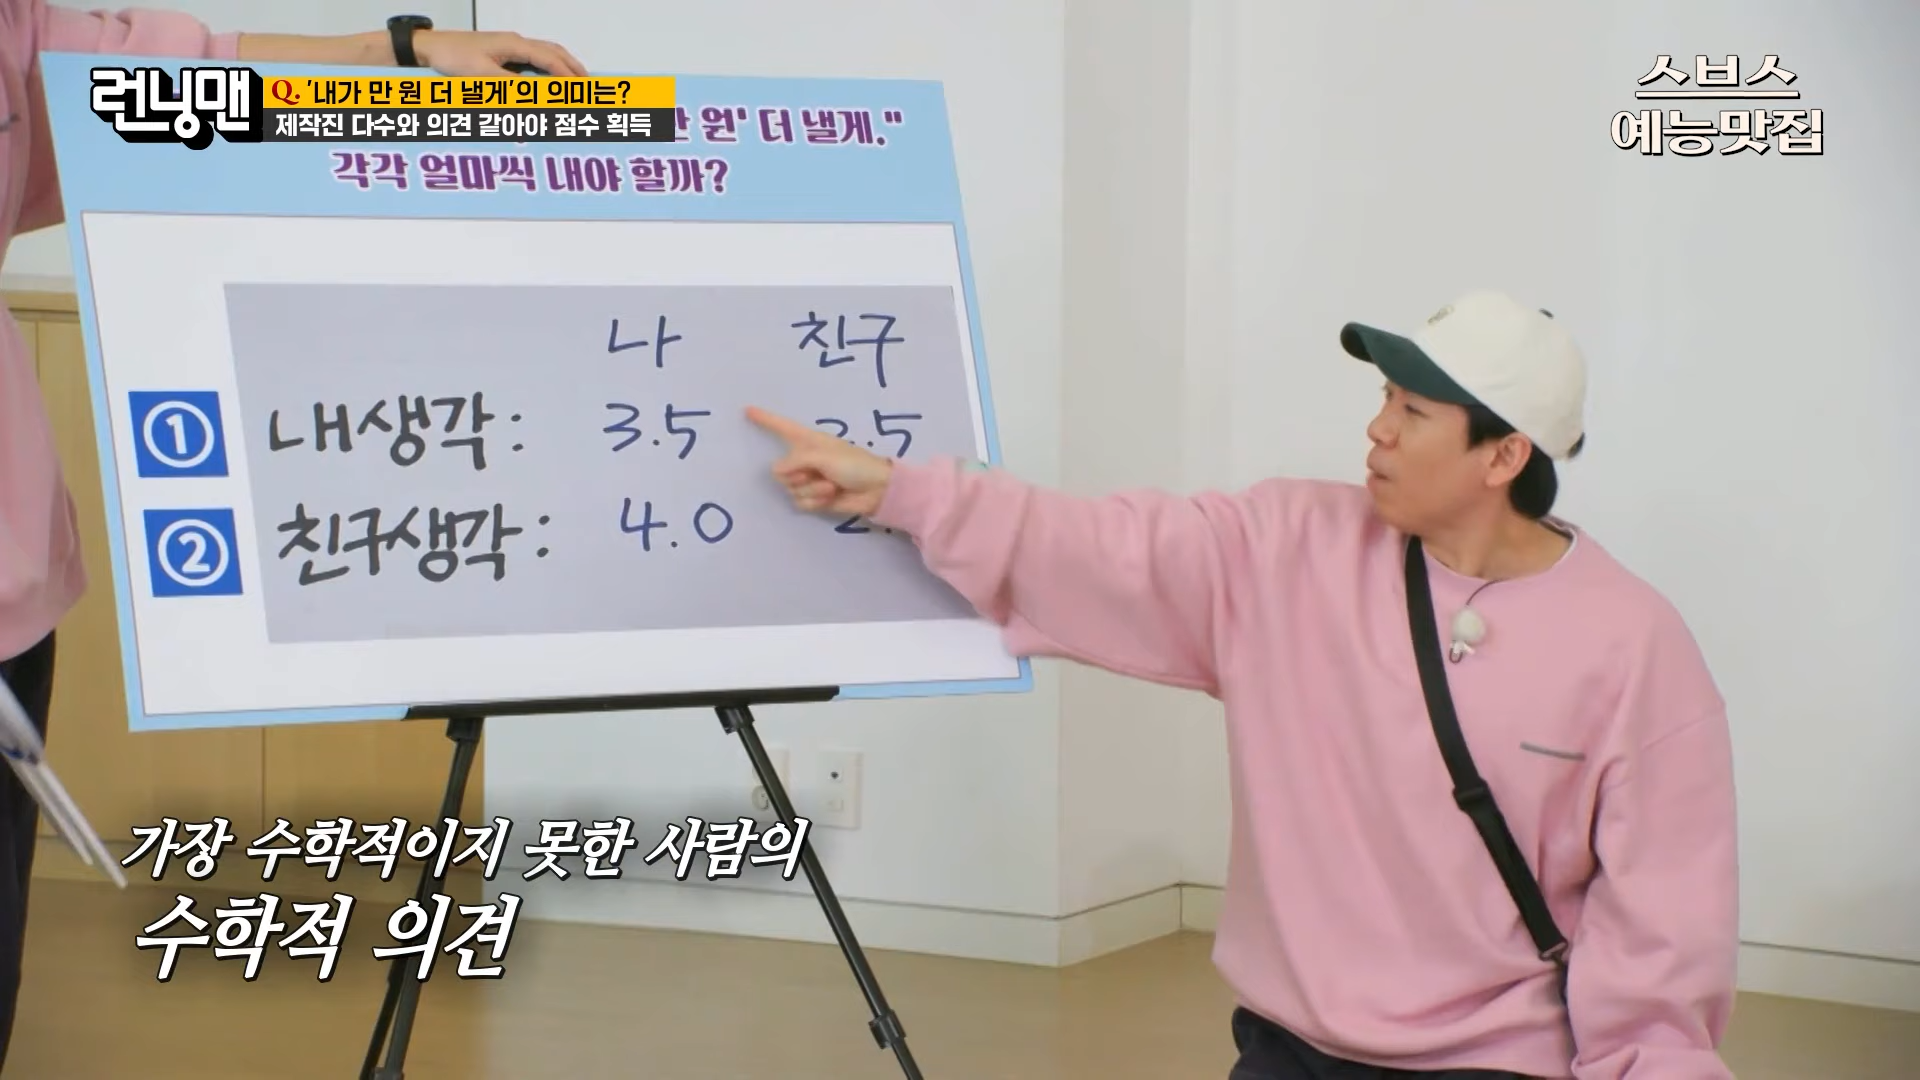 런닝맨
Q. '내가 만 원 더 낼게'의 의미는?
제작진 다수와 의견 같아야 점수 획득
스브스
예능맛집
원' 더 낼게."
각각 얼마씩 내야 할까?
나 친구
① 내생각: 3.5 2.5
② 친구생각: 4.0
가장 수학적이지 못한 사람의
수학적 의견